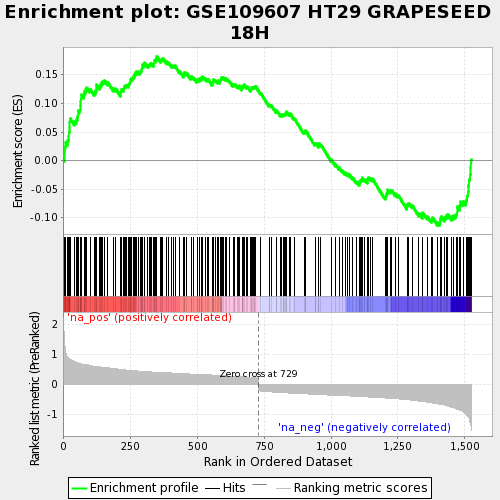 Enrichment plot: GSE109607 HT29 GRAPESEED
18H
Enrichment score (ES)
0.15
0.10
0.05
0.00
-0.05
-0.10
'na_pos' (positively correlated)
Ranked list metric (PreRanked)
2
1
0
-1
Zero cross at 729
'na_neg' (negatively correlated)
0
250
500
750
1,000
1,250
1,500
Rank in Ordered Dataset
Enrichment profile
Hits
Ranking metric scores